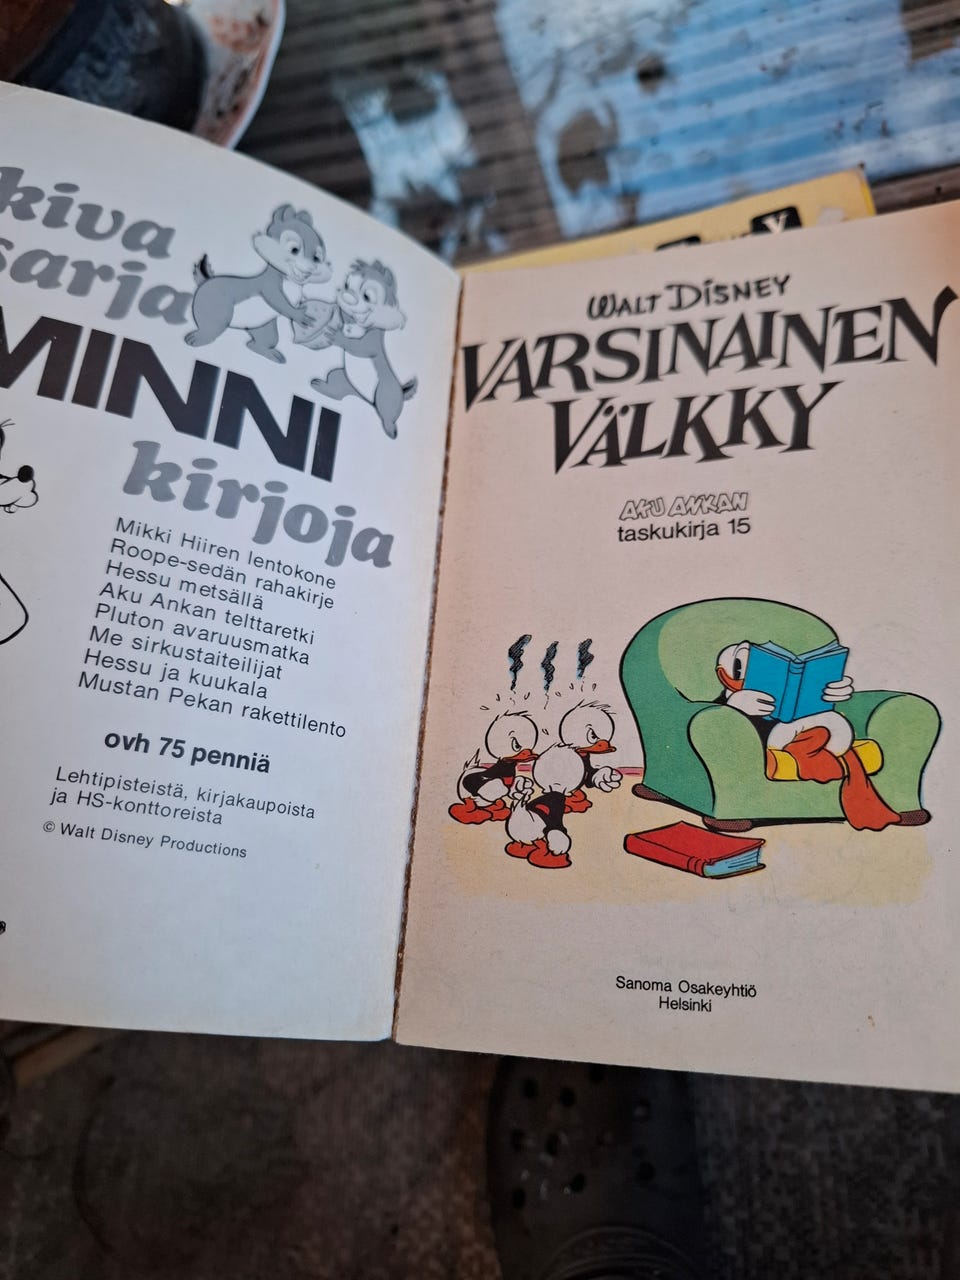 kiva
sarja
MINNI
kirjoja
Mikki Hiiren lentokone
Roope-sedän rahakirje
Hessu metsällä
Aku Ankan telttaretki
Pluton avaruusmatka
Me sirkustaiteilijat
Hessu ja kuukala
Mustan Pekan rakettilento
ovh 75 penniä
Lehtipisteistä, kirjakaupoista
ja HS-konttoreista
© Walt Disney Productions
WALT DISNEY
VARSINAINEN
VÄLKKY
AKU ANKAN
taskukirja 15
Sanoma Osakeyhtiö
Helsinki